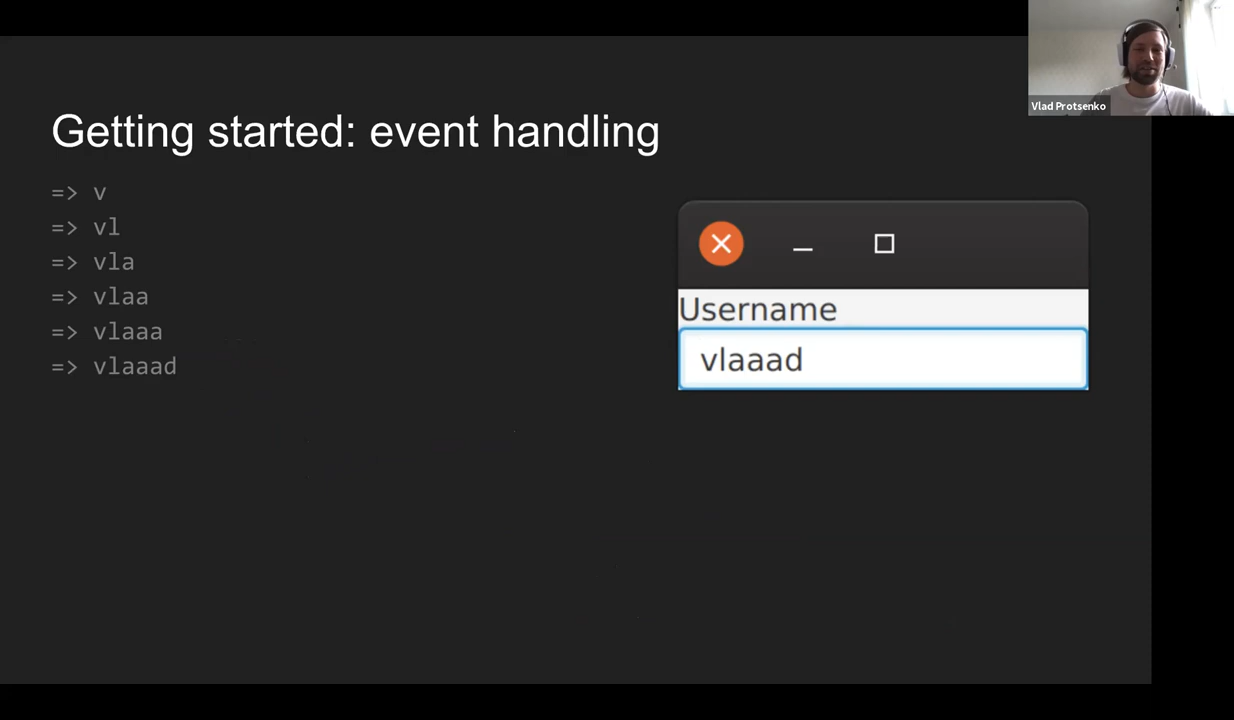 Vlad Protsenko
Getting started: event handling
=> v
=> vl
=> vla
=> vlaa
=> vlaaa
=> vlaaad
Username
vlaaad